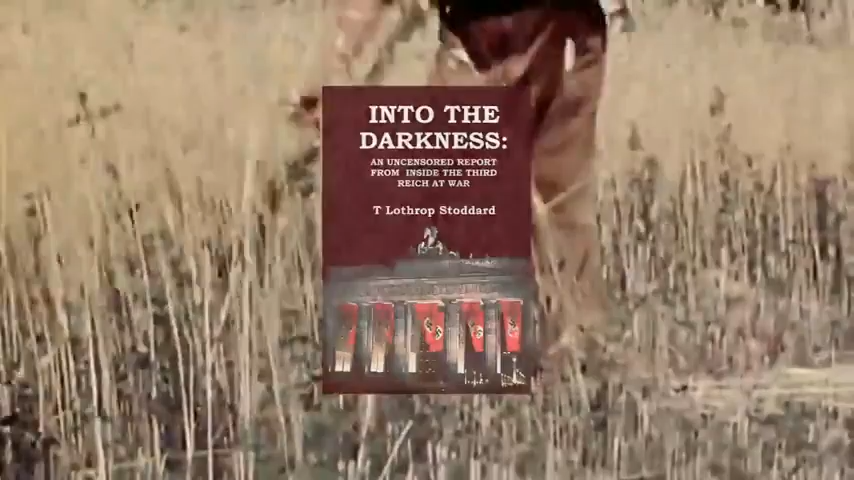 INTO THE
DARKNESS:
AN UNCENSORED REPORT
FROM INSIDE THE THIRD
REICH AT WAR
T Lothrop Stoddard